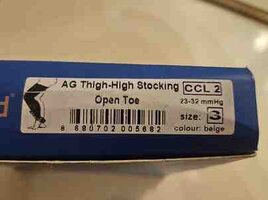 AG Thigh-High Stocking CCL 2
Open Toe 23-32 mmHg
size: 3
8 680702 005682 colour: beige